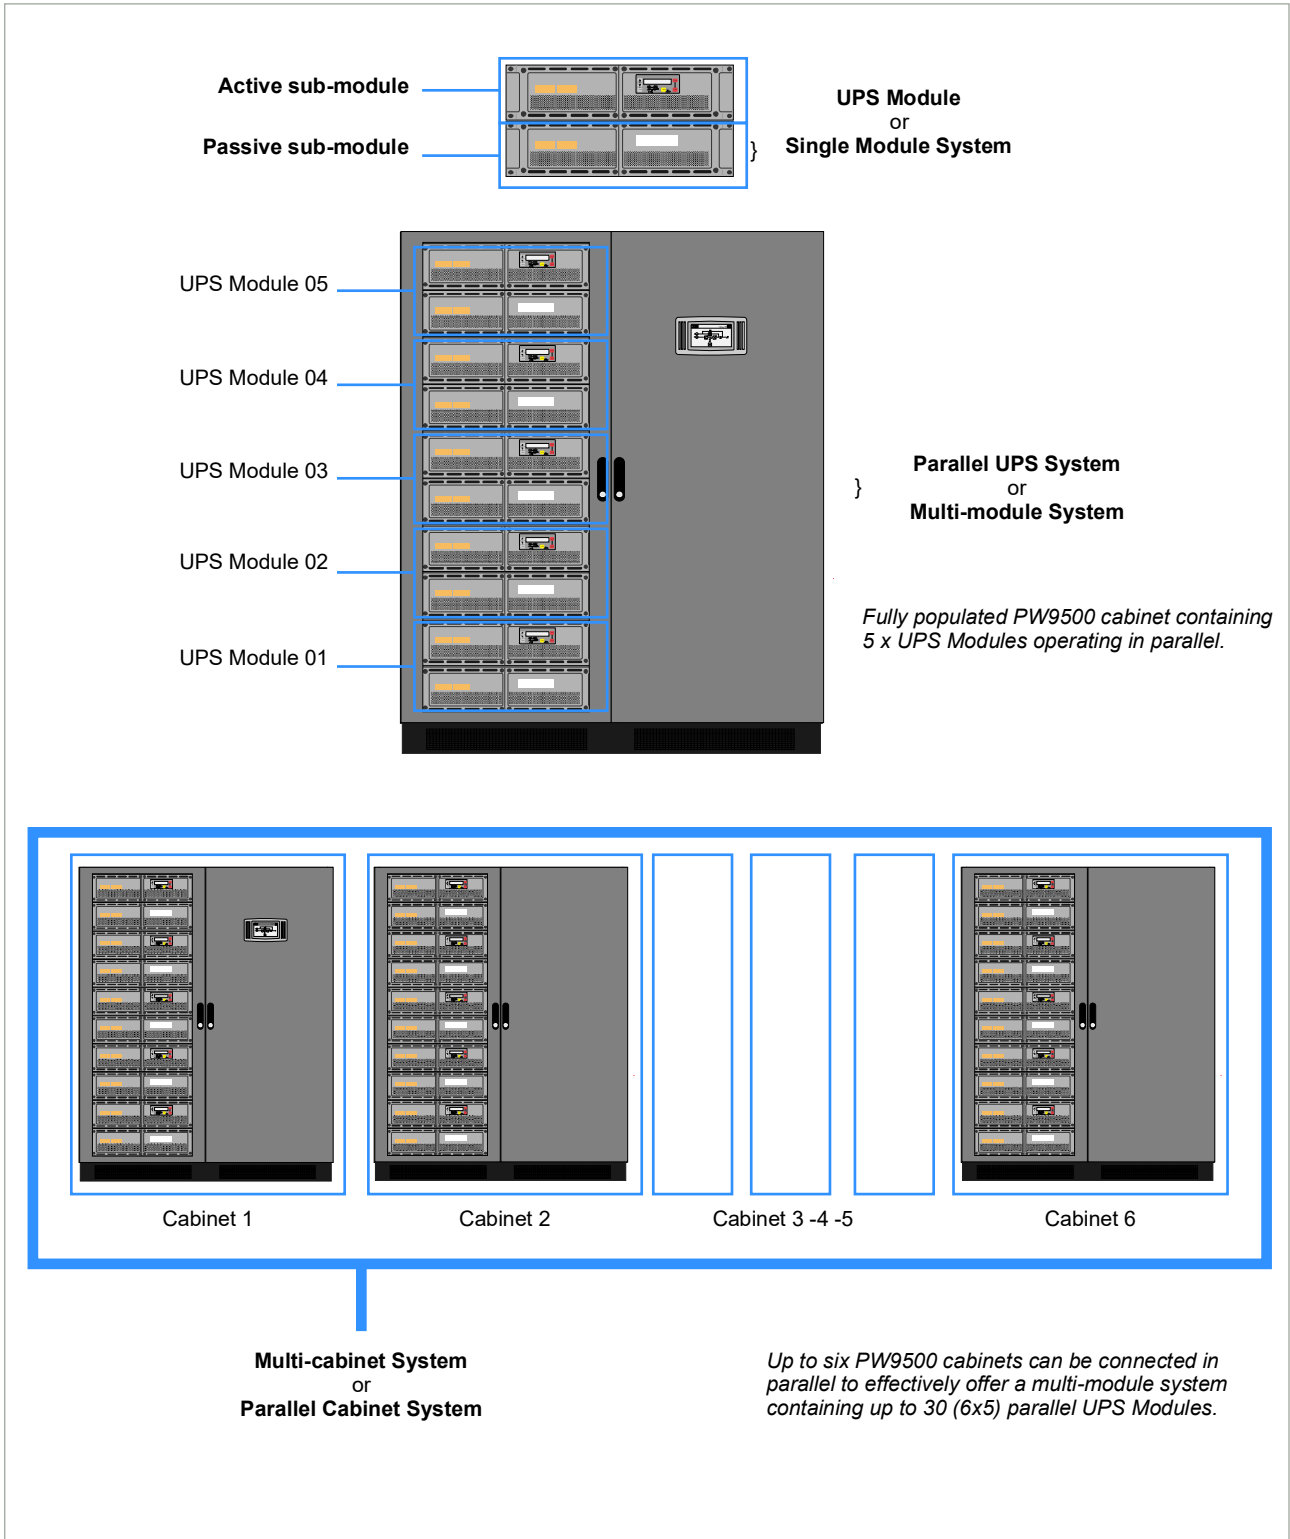 Active sub-module
Passive sub-module
}
UPS Module
or
Single Module System
UPS Module 05
UPS Module 04
UPS Module 03
UPS Module 02
UPS Module 01
}
Parallel UPS System
or
Multi-module System
Fully populated PW9500 cabinet containing
5 x UPS Modules operating in parallel.
Cabinet 1
Cabinet 2
Cabinet 3 -4 -5
Cabinet 6
Multi-cabinet System
or
Parallel Cabinet System
Up to six PW9500 cabinets can be connected in
parallel to effectively offer a multi-module system
containing up to 30 (6x5) parallel UPS Modules.